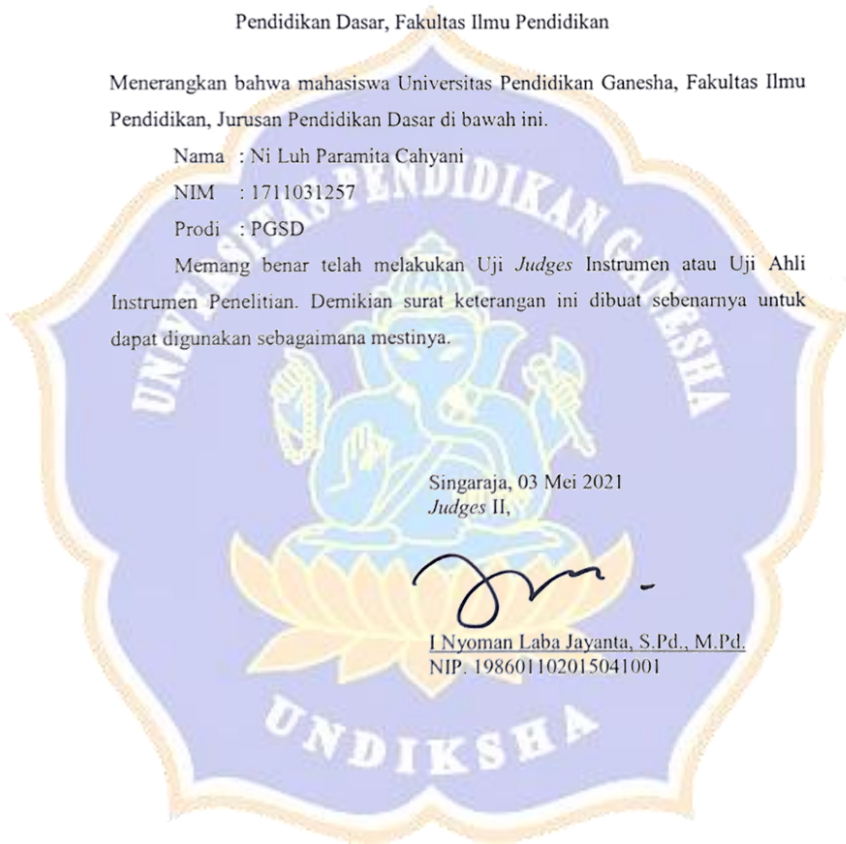 Pendidikan Dasar, Fakultas Ilmu Pendidikan
Menerangkan bahwa mahasiswa Universitas Pendidikan Ganesha, Fakultas Ilmu
Pendidikan, Jurusan Pendidikan Dasar di bawah ini.
Nama : Ni Luh Paramita Cahyani
NIM : 1711031257
Prodi : PGSD
Memang benar telah melakukan Uji Judges Instrumen atau Uji Ahli
Instrumen Penelitian. Demikian surat keterangan ini dibuat sebenarnya untuk
dapat digunakan sebagaimana mestinya.
UNIVERSITAS PENDIDIKAN GANESHA
Singaraja, 03 Mei 2021
Judges II,
I Nyoman Laba Jayanta, S.Pd., M.Pd.
NIP. 198601102015041001
UNDIKSHA